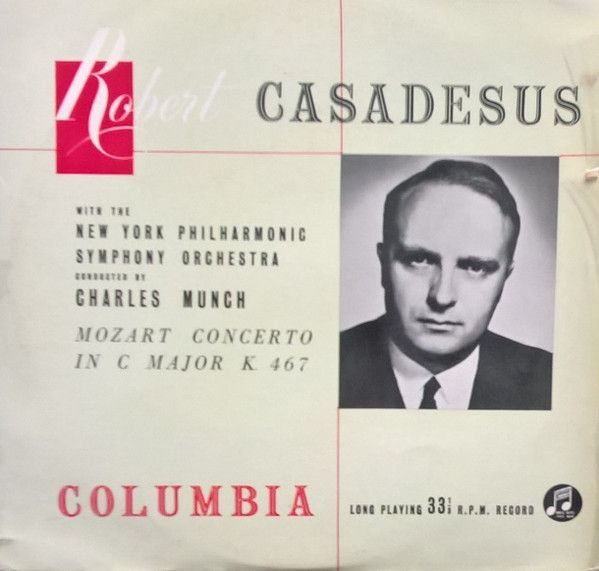 Robert CASADESUS
WITH THE
NEW YORK PHILHARMONIC
SYMPHONY ORCHESTRA
CONDUCTED BY
CHARLES MUNCH
MOZART CONCERTO
IN C MAJOR K. 467
COLUMBIA
LONG PLAYING 33⅓ R.P.M. RECORD